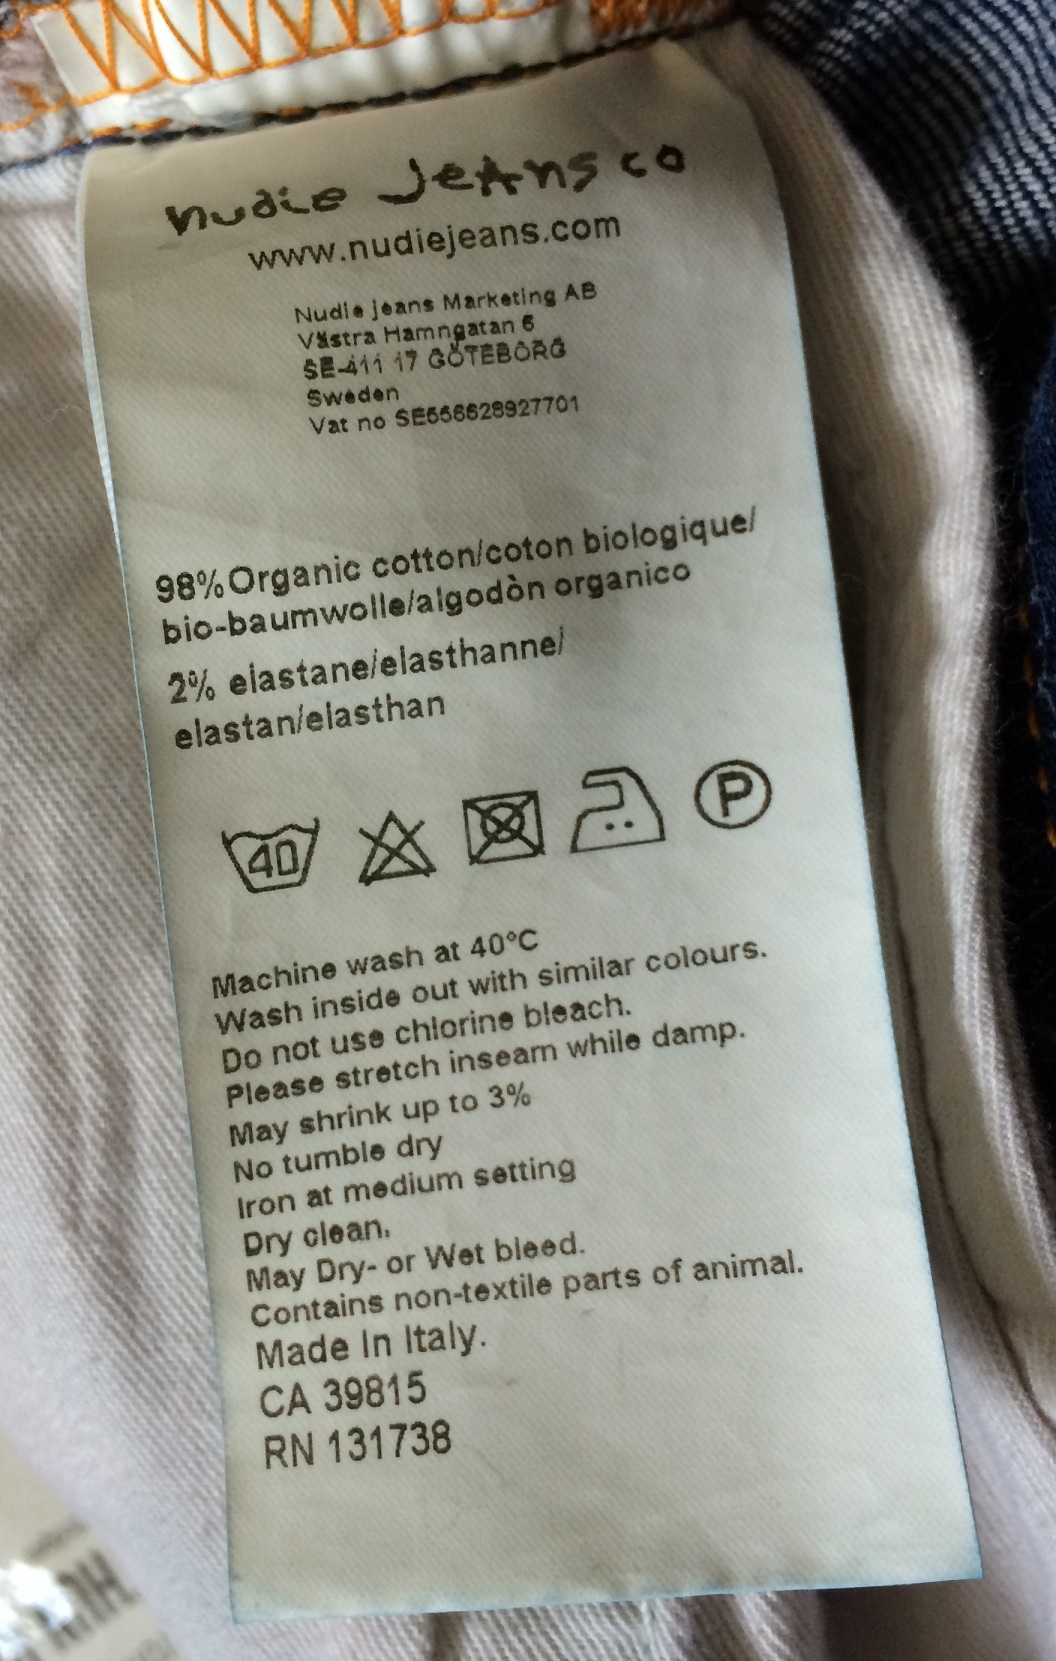 nudie jeans co
www.nudiejeans.com
Nudie jeans Marketing AB
Västra Hamngatan 6
SE-411 17 GÖTEBORG
Sweden
Vat no SE556628927701
98%Organic cotton/coton biologique/
bio-baumwolle/algodòn organico
2% elastane/elasthanne/
elastan/elasthan
40 P
Machine wash at 40°C
Wash inside out with similar colours.
Do not use chlorine bleach.
Please stretch inseam while damp.
May shrink up to 3%
No tumble dry
Iron at medium setting
Dry clean.
May Dry- or Wet bleed.
Contains non-textile parts of animal.
Made In Italy.
CA 39815
RN 131738